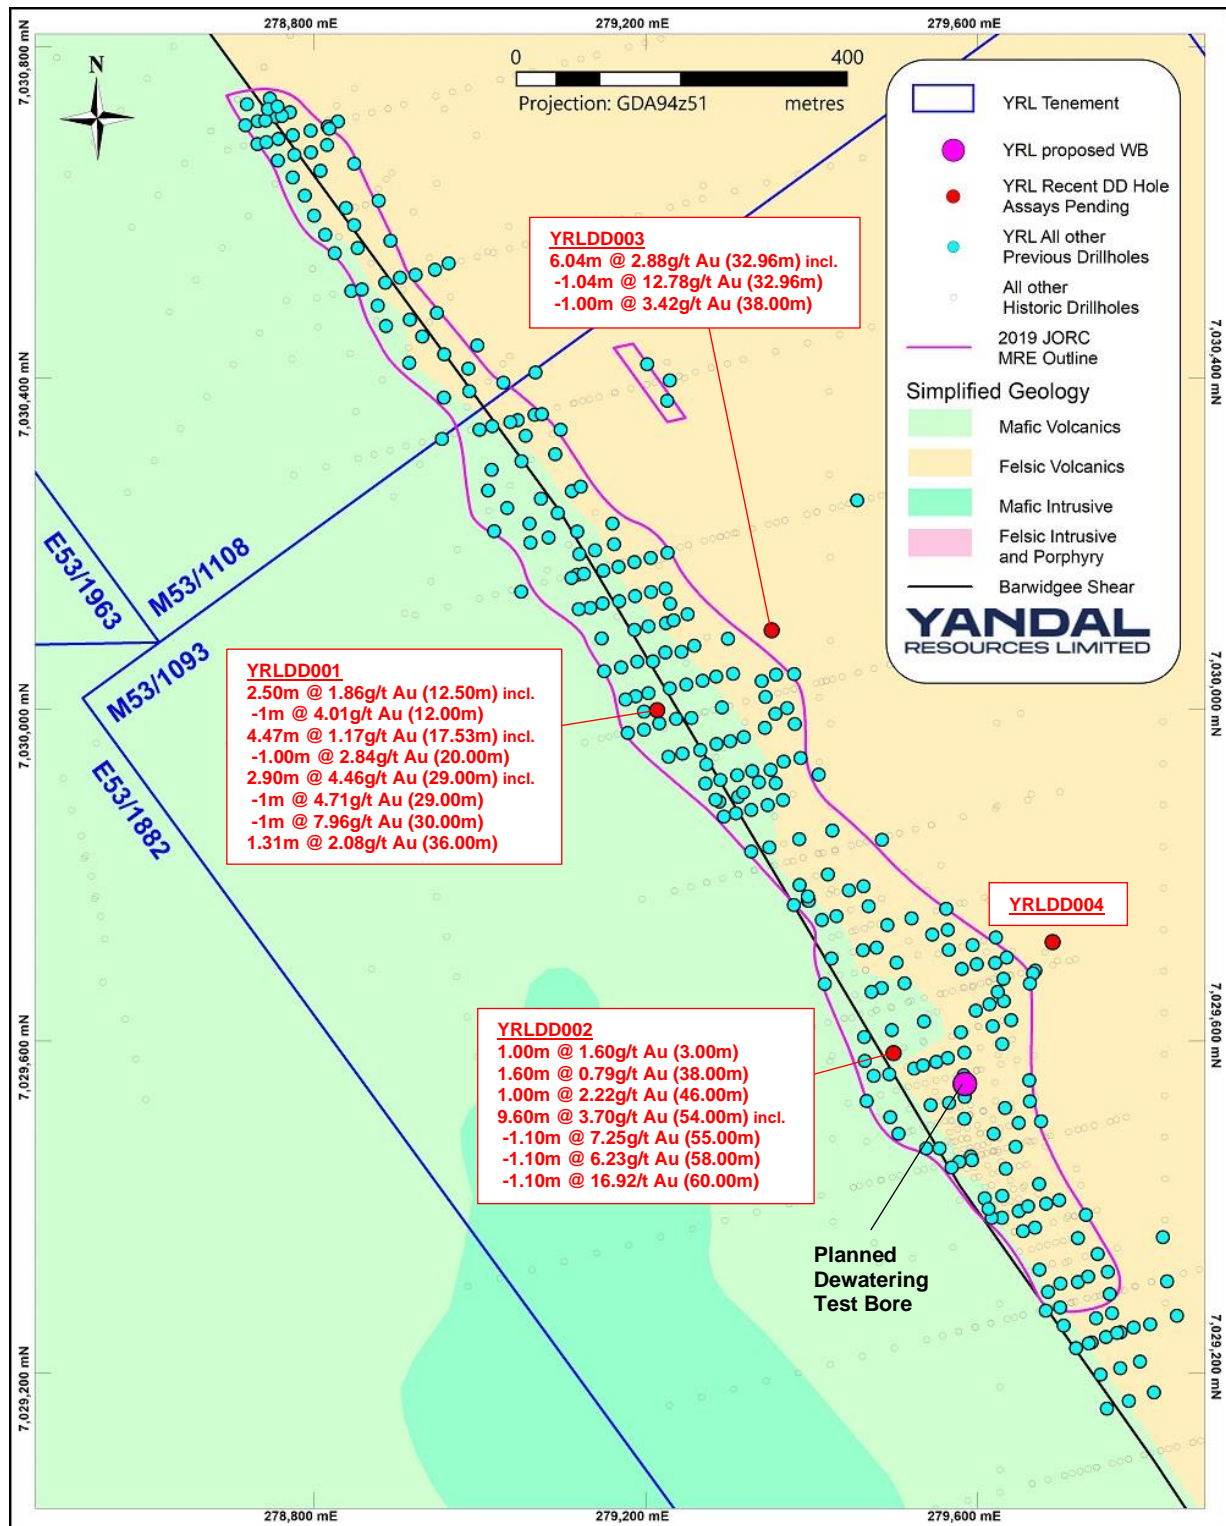 278,800 mE
279,200 mE
279,600 mE
7,030,800 mN
N
0
400
Projection: GDA94z51
metres
YRL Tenement
YRL proposed WB
YRL Recent DD Hole
Assays Pending
YRL All other
Previous Drillholes
All other
Historic Drillholes
2019 JORC
MRE Outline
Simplified Geology
Mafic Volcanics
Felsic Volcanics
Mafic Intrusive
Felsic Intrusive
and Porphyry
Barwidgee Shear
YANDAL
RESOURCES LIMITED
YRLDD003
6.04m @ 2.88g/t Au (32.96m) incl.
-1.04m @ 12.78g/t Au (32.96m)
-1.00m @ 3.42g/t Au (38.00m)
7,030,400 mN
7,030,400 mN
E53/1963
M53/1108
M53/1093
E53/1882
YRLDD001
2.50m @ 1.86g/t Au (12.50m) incl.
-1m @ 4.01g/t Au (12.00m)
4.47m @ 1.17g/t Au (17.53m) incl.
-1.00m @ 2.84g/t Au (20.00m)
2.90m @ 4.46g/t Au (29.00m) incl.
-1m @ 4.71g/t Au (29.00m)
-1m @ 7.96g/t Au (30.00m)
1.31m @ 2.08g/t Au (36.00m)
7,030,000 mN
7,030,000 mN
YRLDD004
YRLDD002
1.00m @ 1.60g/t Au (3.00m)
1.60m @ 0.79g/t Au (38.00m)
1.00m @ 2.22g/t Au (46.00m)
9.60m @ 3.70g/t Au (54.00m) incl.
-1.10m @ 7.25g/t Au (55.00m)
-1.10m @ 6.23g/t Au (58.00m)
-1.10m @ 16.92/t Au (60.00m)
7,029,600 mN
7,029,600 mN
Planned
Dewatering
Test Bore
7,029,200 mN
7,029,200 mN
278,800 mE
279,200 mE
279,600 mE